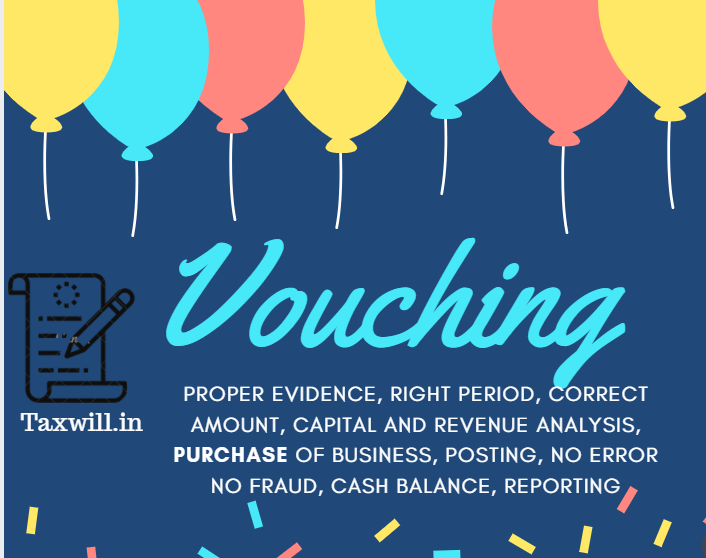 Vouching
PROPER EVIDENCE, RIGHT PERIOD, CORRECT
AMOUNT, CAPITAL AND REVENUE ANALYSIS,
PURCHASE OF BUSINESS, POSTING, NO ERROR
NO FRAUD, CASH BALANCE, REPORTING
Taxwill.in